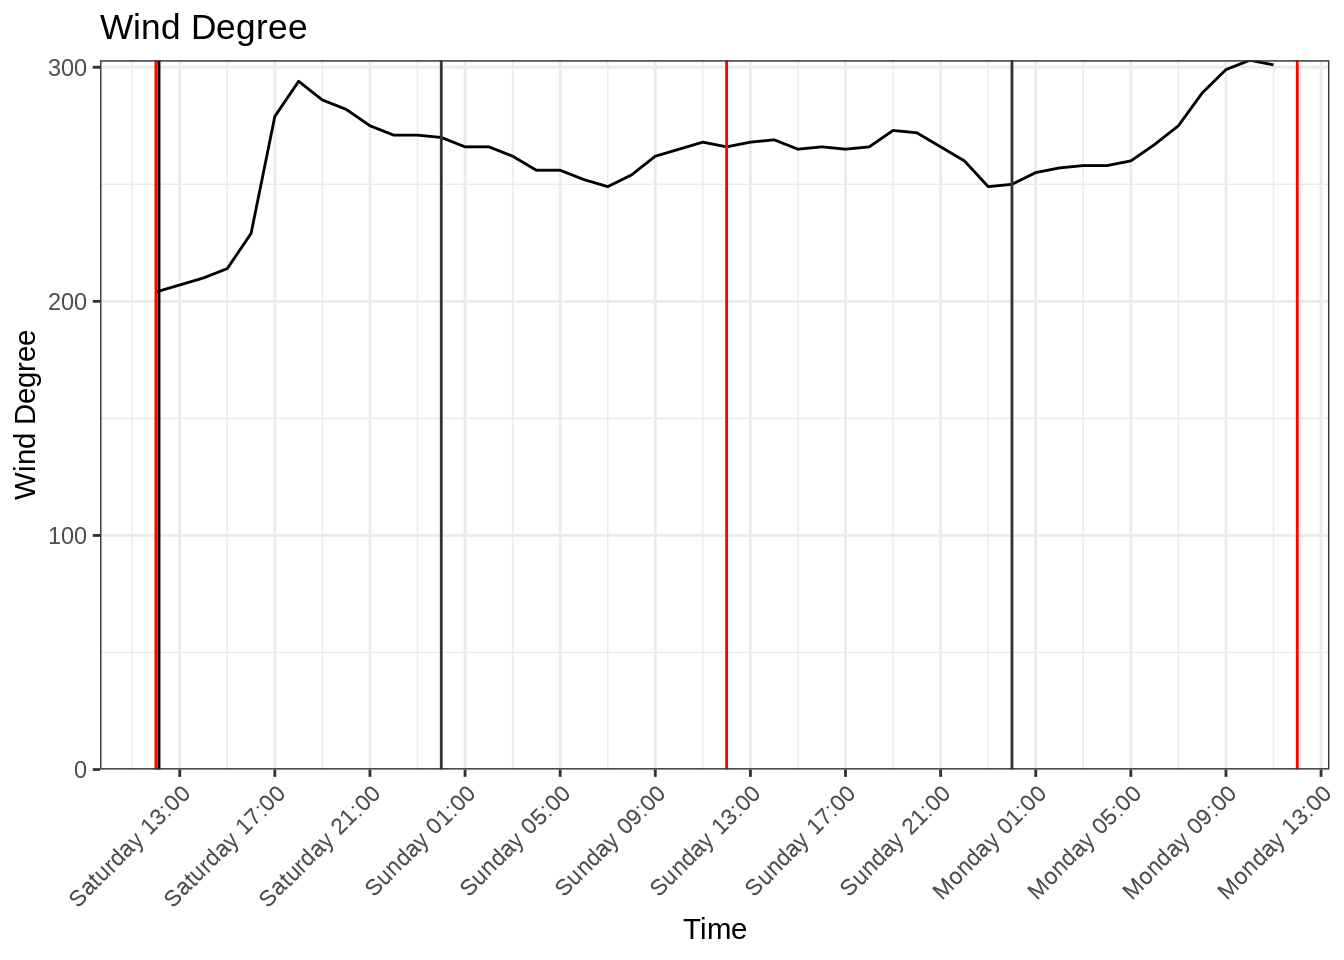 Wind Degree
300
200
100
0
Wind Degree
Saturday 13:00
Saturday 17:00
Saturday 21:00
Sunday 01:00
Sunday 05:00
Sunday 09:00
Sunday 13:00
Sunday 17:00
Sunday 21:00
Monday 01:00
Monday 05:00
Monday 09:00
Monday 13:00
Time